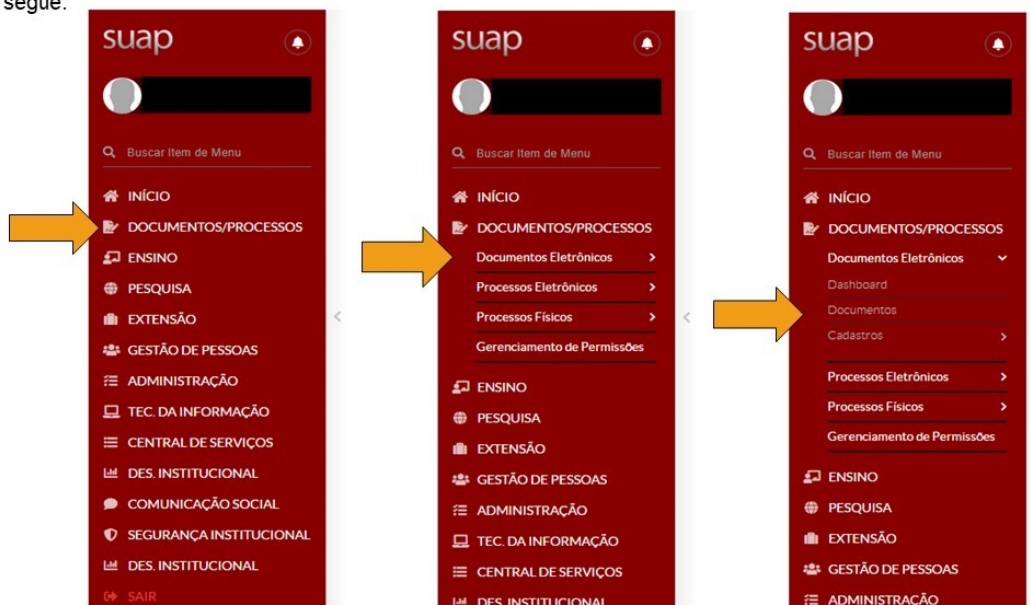 segue:
suap
Buscar Item de Menu
INÍCIO
DOCUMENTOS/PROCESSOS
ENSINO
PESQUISA
EXTENSÃO
GESTÃO DE PESSOAS
ADMINISTRAÇÃO
TEC. DA INFORMAÇÃO
CENTRAL DE SERVIÇOS
DES. INSTITUCIONAL
COMUNICAÇÃO SOCIAL
SEGURANÇA INSTITUCIONAL
DES. INSTITUCIONAL
SAIR
suap
Buscar Item de Menu
INÍCIO
DOCUMENTOS/PROCESSOS
Documentos Eletrônicos
Processos Eletrônicos
Processos Físicos
Gerenciamento de Permissões
ENSINO
PESQUISA
EXTENSÃO
GESTÃO DE PESSOAS
ADMINISTRAÇÃO
TEC. DA INFORMAÇÃO
CENTRAL DE SERVIÇOS
DES. INSTITUCIONAL
suap
Buscar Item de Menu
INÍCIO
DOCUMENTOS/PROCESSOS
Documentos Eletrônicos
Dashboard
Documentos
Cadastros
Processos Eletrônicos
Processos Físicos
Gerenciamento de Permissões
ENSINO
PESQUISA
EXTENSÃO
GESTÃO DE PESSOAS
ADMINISTRAÇÃO